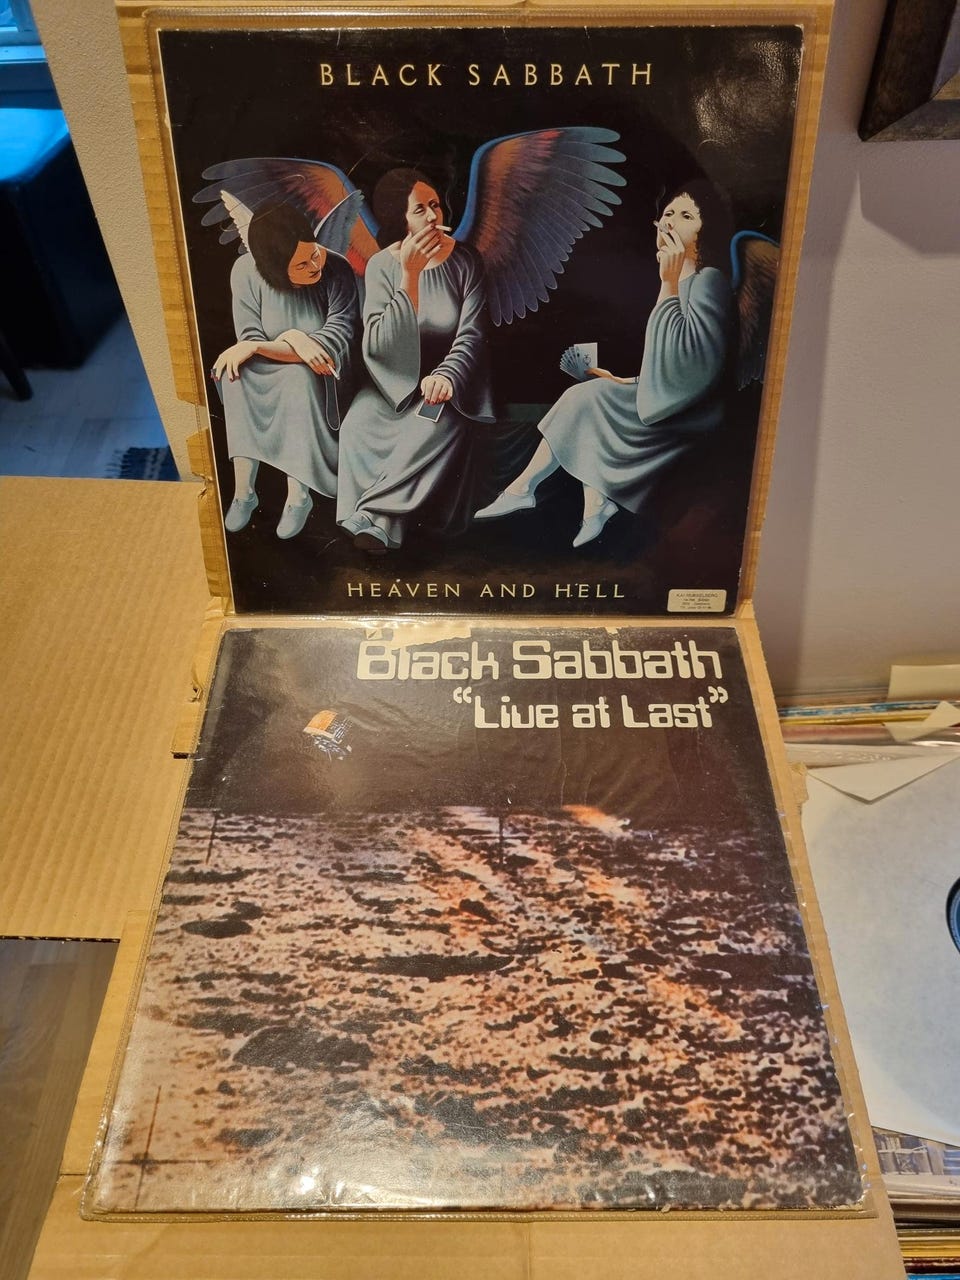 BLACK SABBATH
HEAVEN AND HELL
Black Sabbath
“Live at Last”